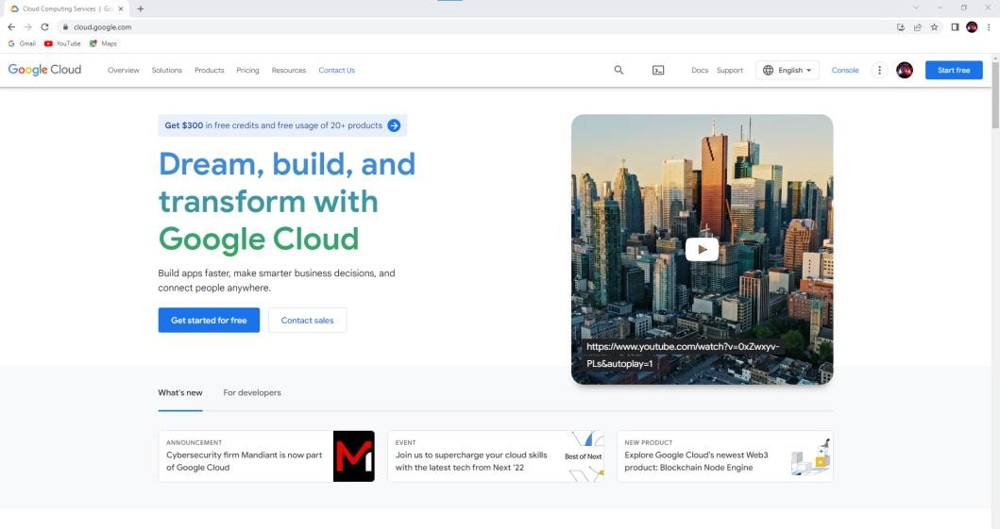 Cloud Computing Services | Go
cloud.google.com
Gmail YouTube Maps
Google Cloud Overview Solutions Products Pricing Resources Contact Us Docs Support English Console Start free
Get $300 in free credits and free usage of 20+ products
Dream, build, and
transform with
Google Cloud
Build apps faster, make smarter business decisions, and
connect people anywhere.
Get started for free Contact sales
https://www.youtube.com/watch?v=0xZwxyv-
PLs&autoplay=1
What's new For developers
ANNOUNCEMENT
Cybersecurity firm Mandiant is now part
of Google Cloud
EVENT
Join us to supercharge your cloud skills
with the latest tech from Next '22
Best of Next
NEW PRODUCT
Explore Google Cloud's newest Web3
product: Blockchain Node Engine